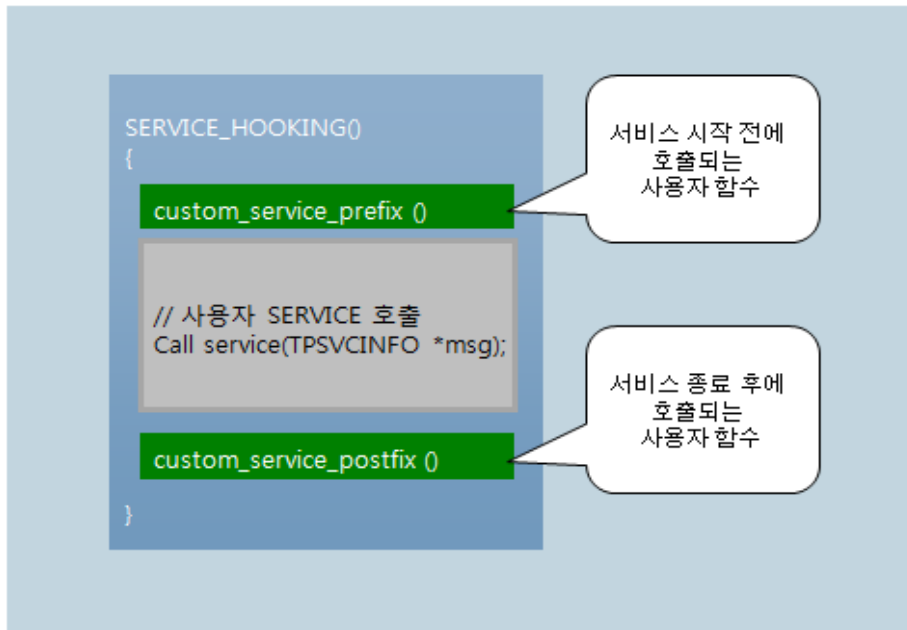 SERVICE_HOOKING()
{
custom_service_prefix ()
// 사용자 SERVICE 호출
Call service(TPSVCINFO *msg);
custom_service_postfix ()
}
서비스 시작 전에
호출되는
사용자 함수
서비스 종료 후에
호출되는
사용자 함수